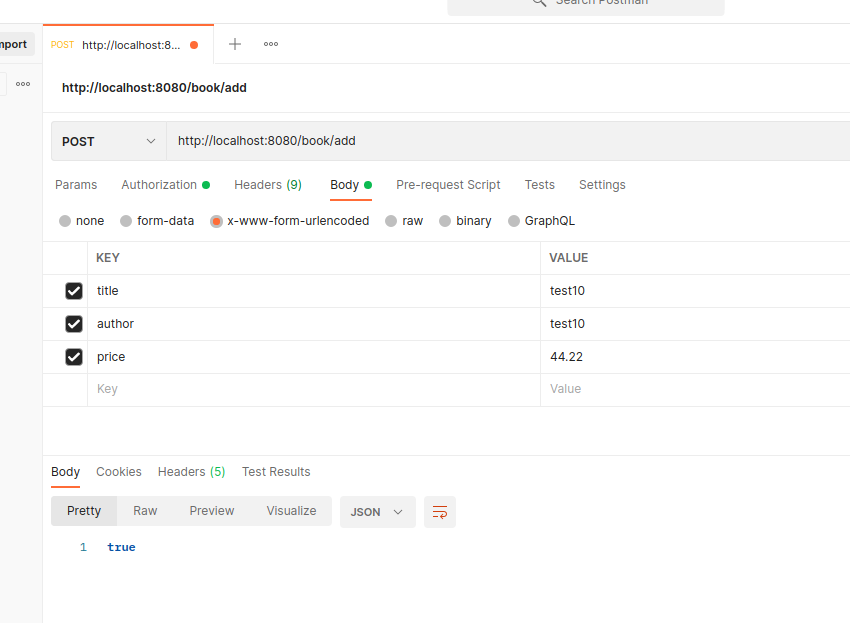 Search Postman
mport
POST http://localhost:8...
http://localhost:8080/book/add
POST http://localhost:8080/book/add
Params Authorization Headers (9) Body Pre-request Script Tests Settings
none form-data x-www-form-urlencoded raw binary GraphQL
KEY VALUE
title test10
author test10
price 44.22
Key Value
Body Cookies Headers (5) Test Results
Pretty Raw Preview Visualize JSON
1 true